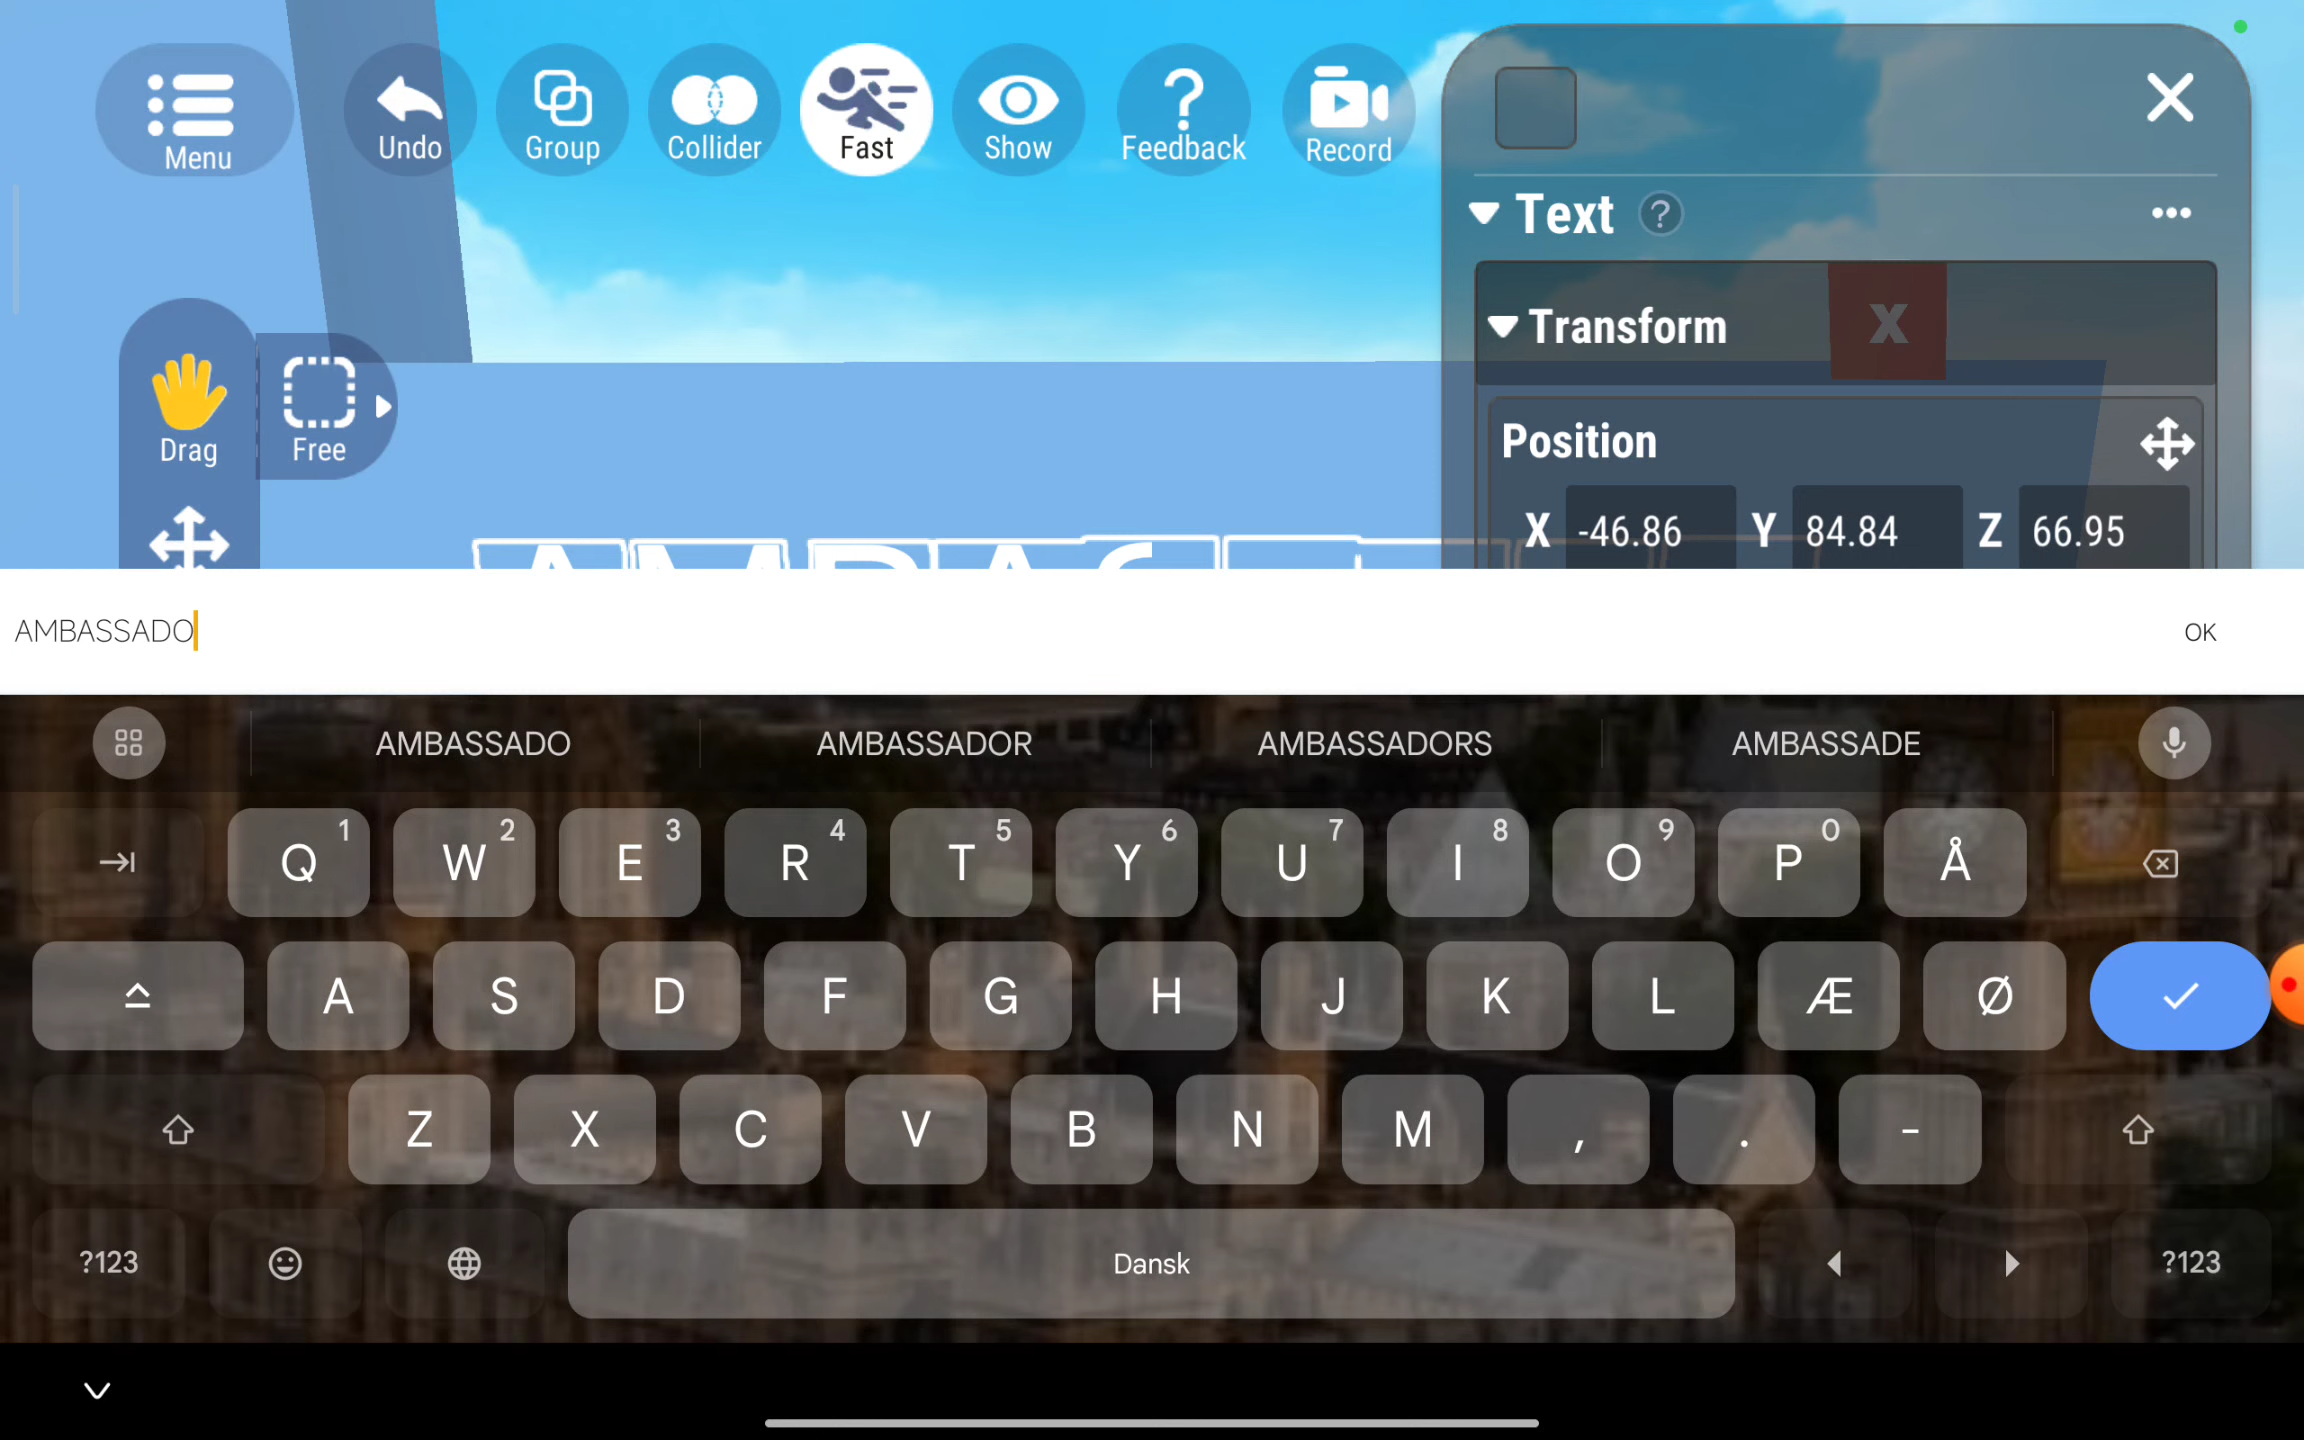 Menu
Undo
Group
Collider
Fast
Show
Feedback
Record
Text ?
Transform X
Position
X -46.86 Y 84.84 Z 66.95
Drag
Free
AMBASSADO
OK
AMBASSADO AMBASSADOR AMBASSADORS AMBASSADE
Q 1 W 2 E 3 R 4 T 5 Y 6 U 7 I 8 O 9 P 0 Å
A S D F G H J K L Æ Ø
Z X C V B N M , . -
?123 Dansk ?123